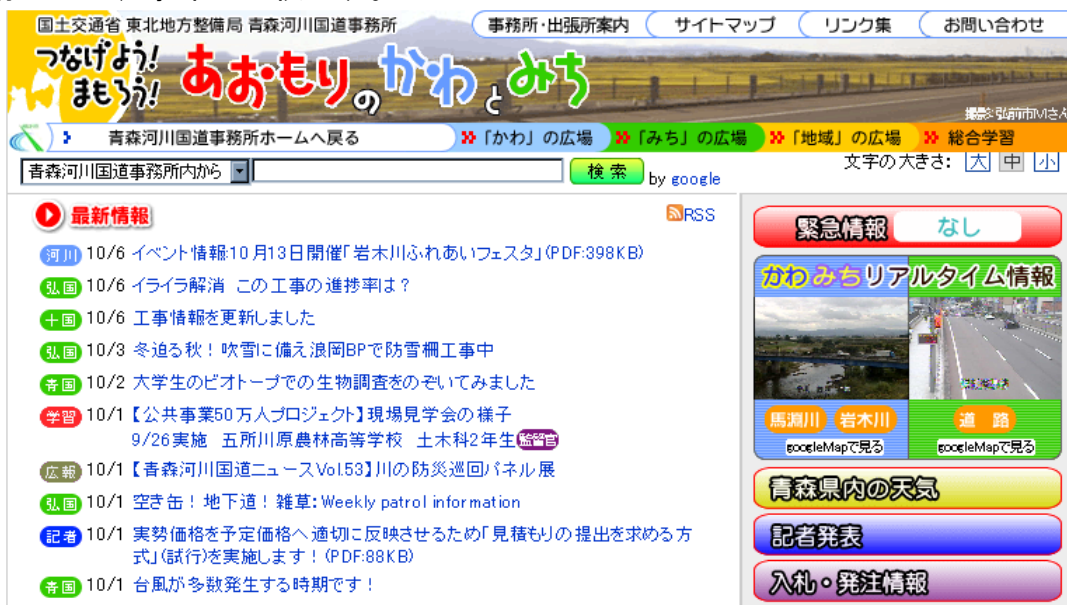 国土交通省 東北地方整備局 青森河川国道事務所
事務所・出張所案内
サイトマップ
リンク集
お問い合わせ
つなげよう!
まもろう!
あおもりのかわとみち
撮影:弘前市Mさん
青森河川国道事務所ホームへ戻る
「かわ」の広場
「みち」の広場
「地域」の広場
総合学習
青森河川国道事務所内から
検索
by google
文字の大きさ: 大 中 小
最新情報
RSS
河川 10/6 イベント情報:10月13日開催「岩木川ふれあいフェスタ」(PDF:398KB)
弘国 10/6 イライラ解消 この工事の進捗率は?
十国 10/6 工事情報を更新しました
弘国 10/3 冬迫る秋!吹雪に備え浪岡BPで防雪柵工事中
青国 10/2 大学生のビオトープでの生物調査をのぞいてみました
学習 10/1 【公共事業50万人プロジェクト】現場見学会の様子
9/26実施 五所川原農林高等学校 土木科2年生 監督官
広報 10/1 【青森河川国道ニュースVol.53】川の防災巡回パネル展
弘国 10/1 空き缶!地下道!雑草:Weekly patrol information
記者 10/1 実勢価格を予定価格へ適切に反映させるため「見積もりの提出を求める方
式」(試行)を実施します!(PDF:88KB)
青国 10/1 台風が多数発生する時期です!
緊急情報 なし
かわみちリアルタイム情報
馬淵川 岩木川
道路
googleMapで見る
googleMapで見る
青森県内の天気
記者発表
入札・発注情報